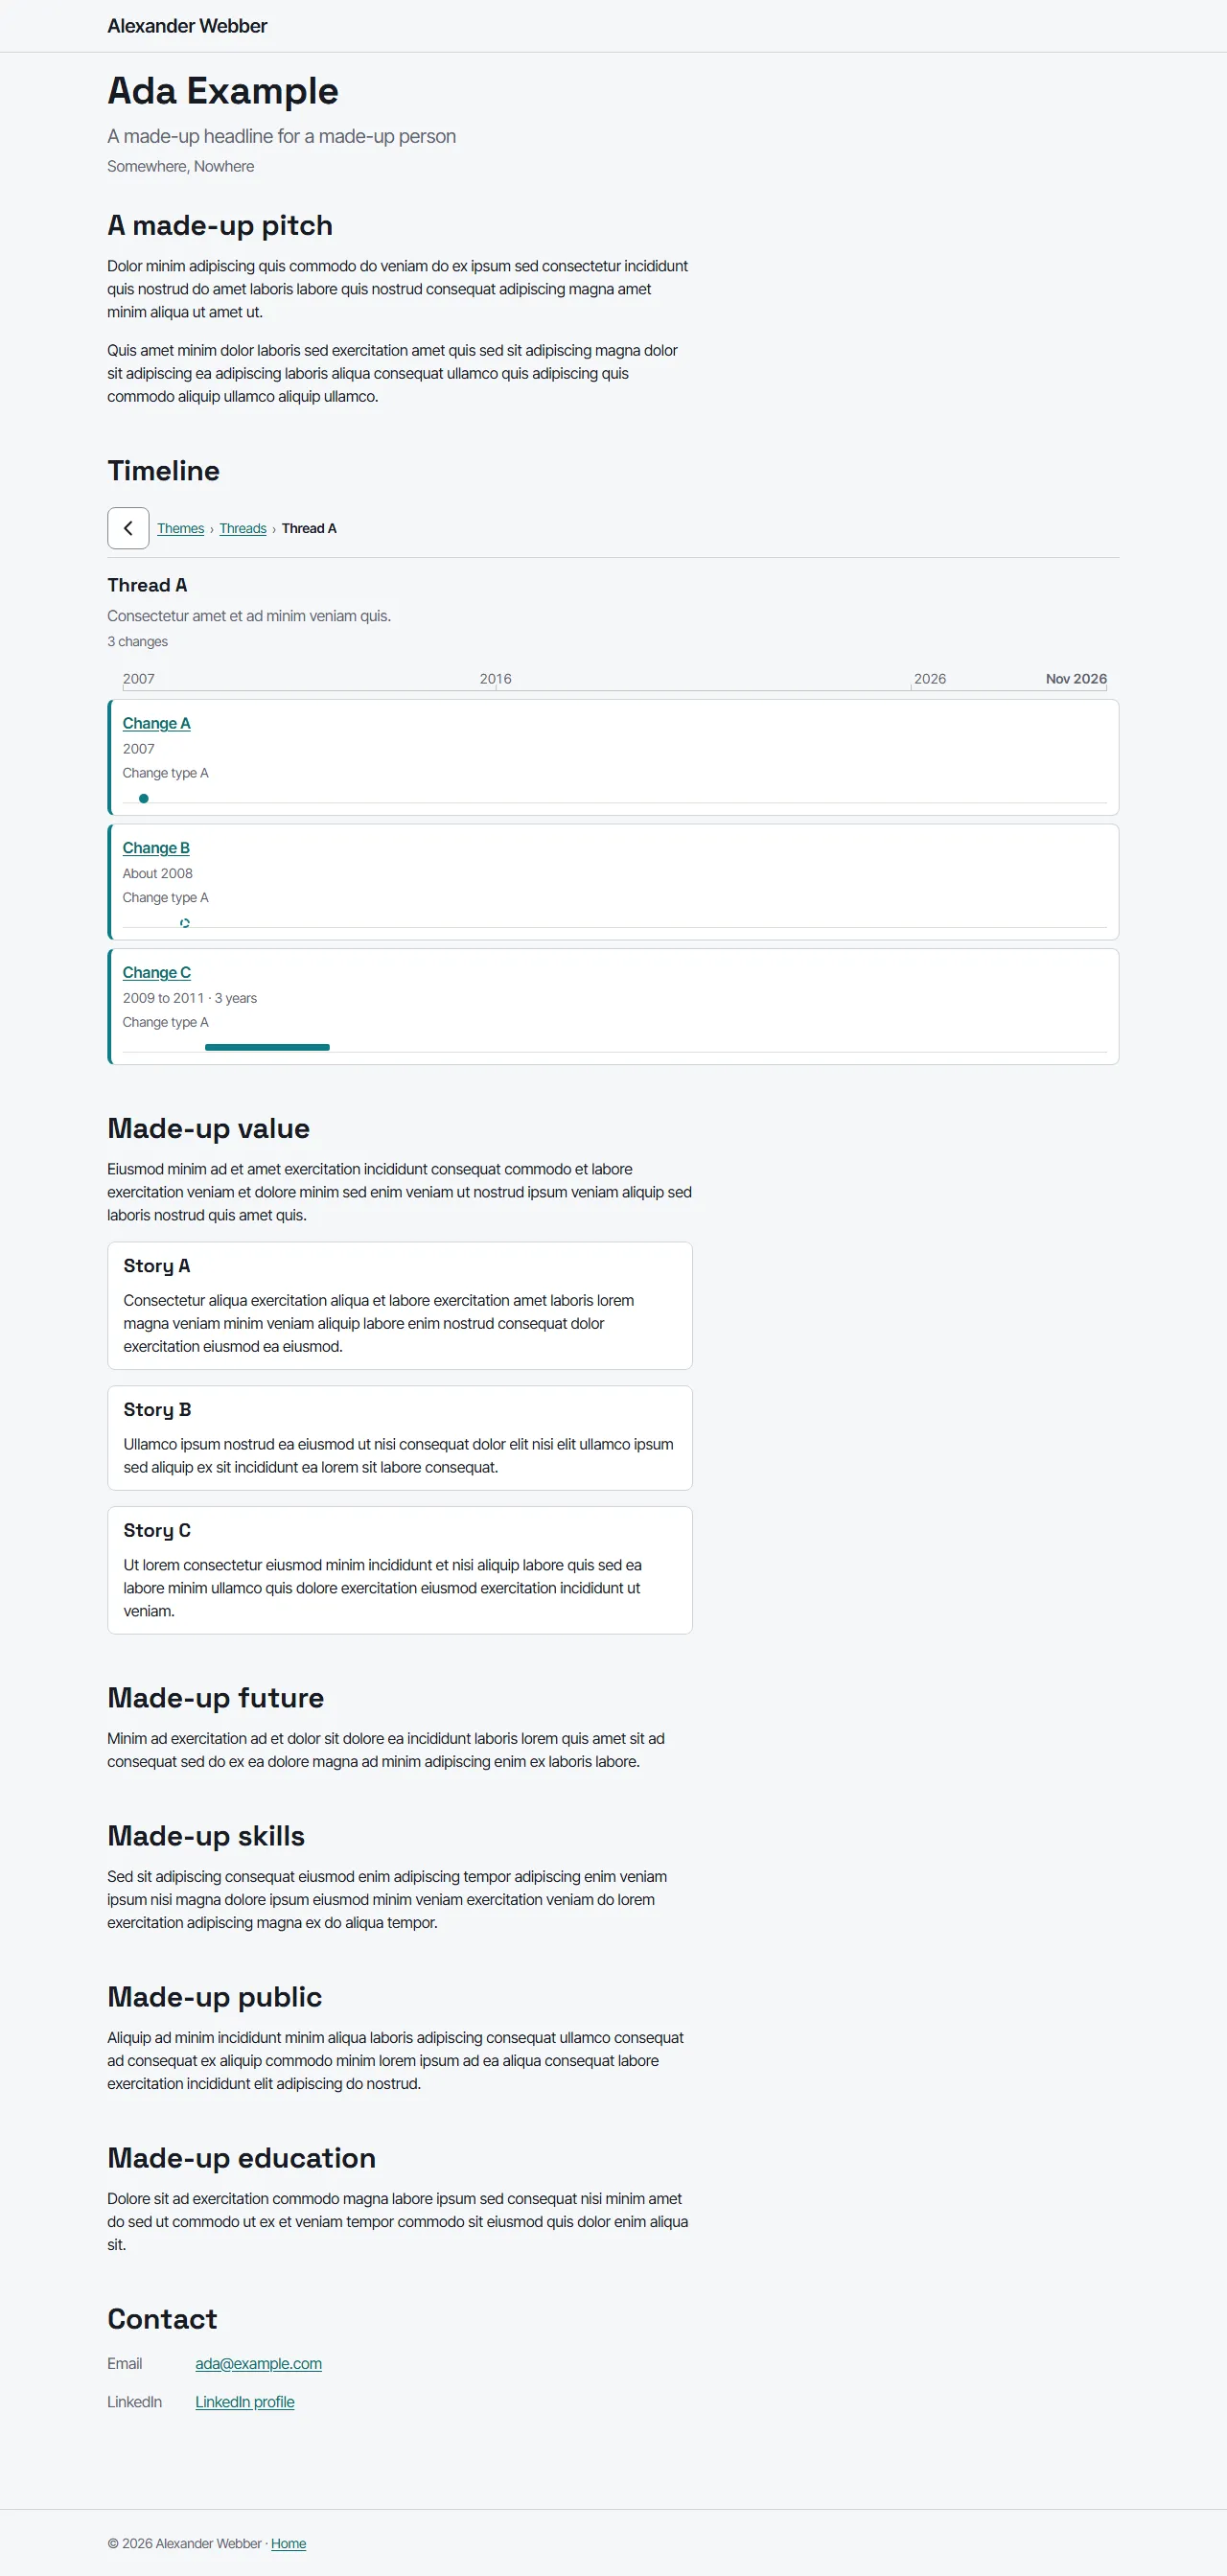 Alexander Webber
Ada Example
A made-up headline for a made-up person
Somewhere, Nowhere
A made-up pitch
Dolor minim adipiscing quis commodo do veniam do ex ipsum sed consectetur incididunt
quis nostrud do amet laboris labore quis nostrud consequat adipiscing magna amet
minim aliqua ut amet ut.
Quis amet minim dolor laboris sed exercitation amet quis sed sit adipiscing magna dolor
sit adipiscing ea adipiscing laboris aliqua consequat ullamco quis adipiscing quis
commodo aliquip ullamco aliquip ullamco.
Timeline
Themes › Threads › Thread A
Thread A
Consectetur amet et ad minim veniam quis.
3 changes
2007 2016 2026 Nov 2026
Change A
2007
Change type A
Change B
About 2008
Change type A
Change C
2009 to 2011 · 3 years
Change type A
Made-up value
Eiusmod minim ad et amet exercitation incididunt consequat commodo et labore
exercitation veniam et dolore minim sed enim veniam ut nostrud ipsum veniam aliquip sed
laboris nostrud quis amet quis.
Story A
Consectetur aliqua exercitation aliqua et labore exercitation amet laboris lorem
magna veniam minim veniam aliquip labore enim nostrud consequat dolor
exercitation eiusmod ea eiusmod.
Story B
Ullamco ipsum nostrud ea eiusmod ut nisi consequat dolor elit nisi elit ullamco ipsum
sed aliquip ex sit incididunt ea lorem sit labore consequat.
Story C
Ut lorem consectetur eiusmod minim incididunt et nisi aliquip labore quis sed ea
labore minim ullamco quis dolore exercitation eiusmod exercitation incididunt ut
veniam.
Made-up future
Minim ad exercitation ad et dolor sit dolore ea incididunt laboris lorem quis amet sit ad
consequat sed do ex ea dolore magna ad minim adipiscing enim ex laboris labore.
Made-up skills
Sed sit adipiscing consequat eiusmod enim adipiscing tempor adipiscing enim veniam
ipsum nisi magna dolore ipsum eiusmod minim veniam exercitation veniam do lorem
exercitation adipiscing magna ex do aliqua tempor.
Made-up public
Aliquip ad minim incididunt minim aliqua laboris adipiscing consequat ullamco consequat
ad consequat ex aliquip commodo minim lorem ipsum ad ea aliqua consequat labore
exercitation incididunt elit adipiscing do nostrud.
Made-up education
Dolore sit ad exercitation commodo magna labore ipsum sed consequat nisi minim amet
do sed ut commodo ut ex et veniam tempor commodo sit eiusmod quis dolor enim aliqua
sit.
Contact
Email ada@example.com
LinkedIn LinkedIn profile
© 2026 Alexander Webber · Home